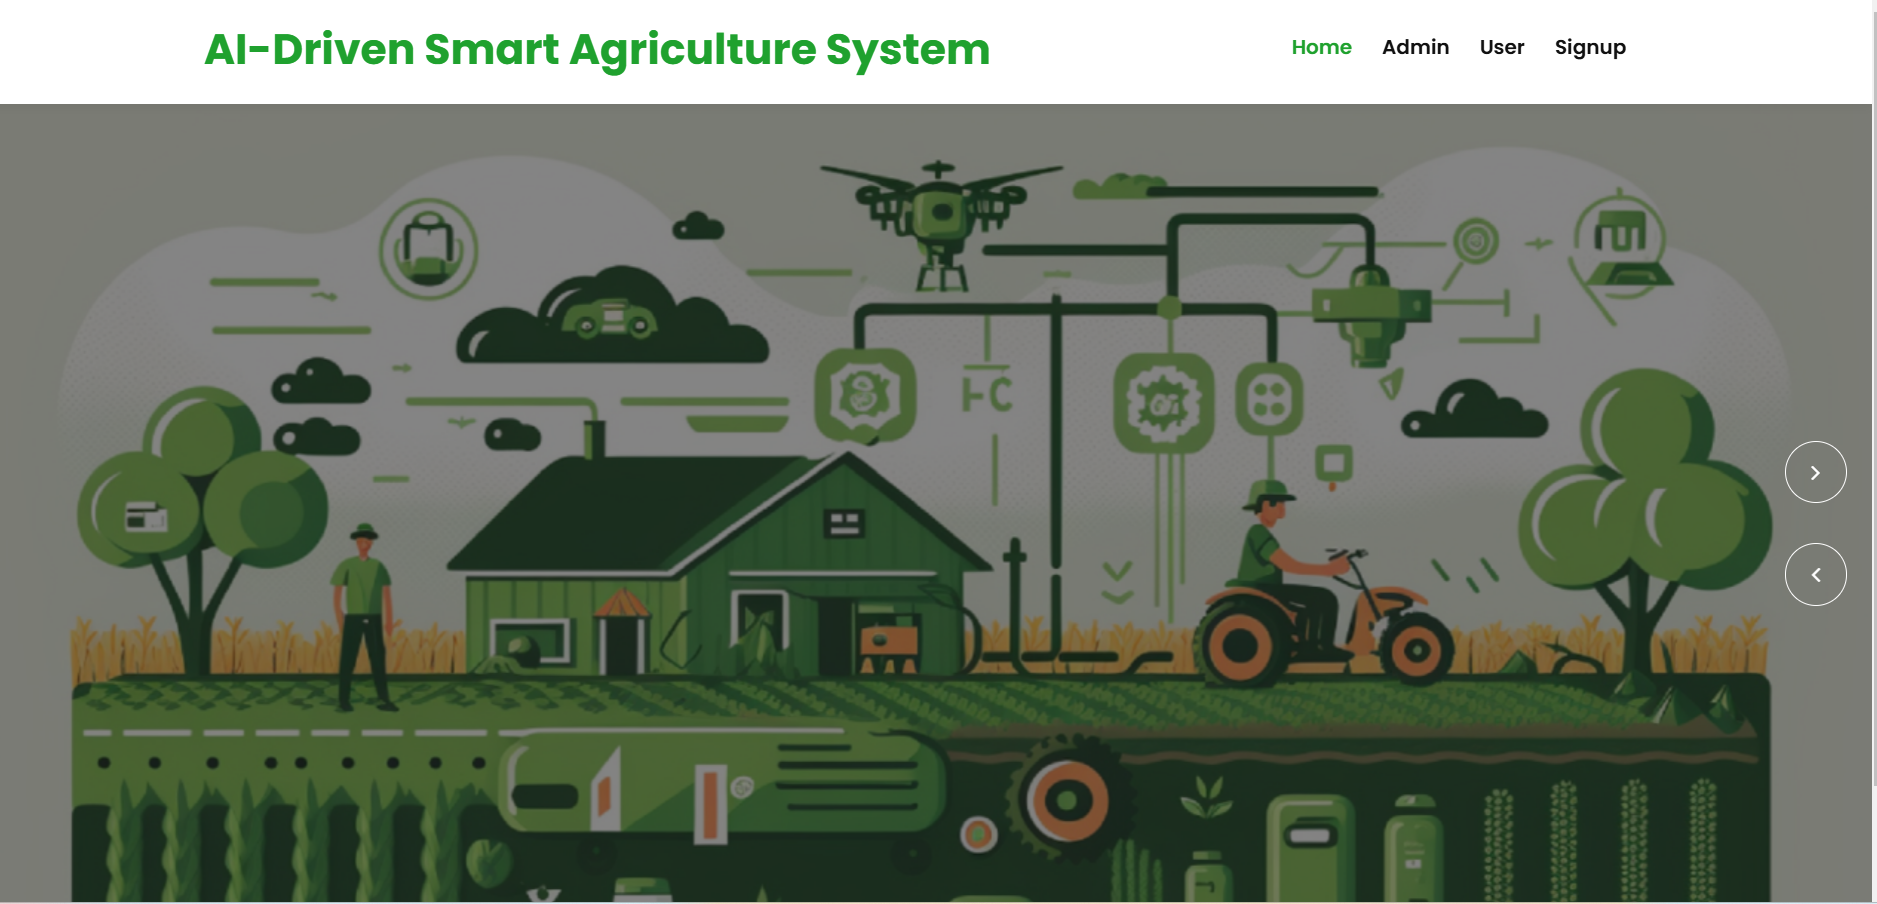 AI-Driven Smart Agriculture System
Home Admin User Signup